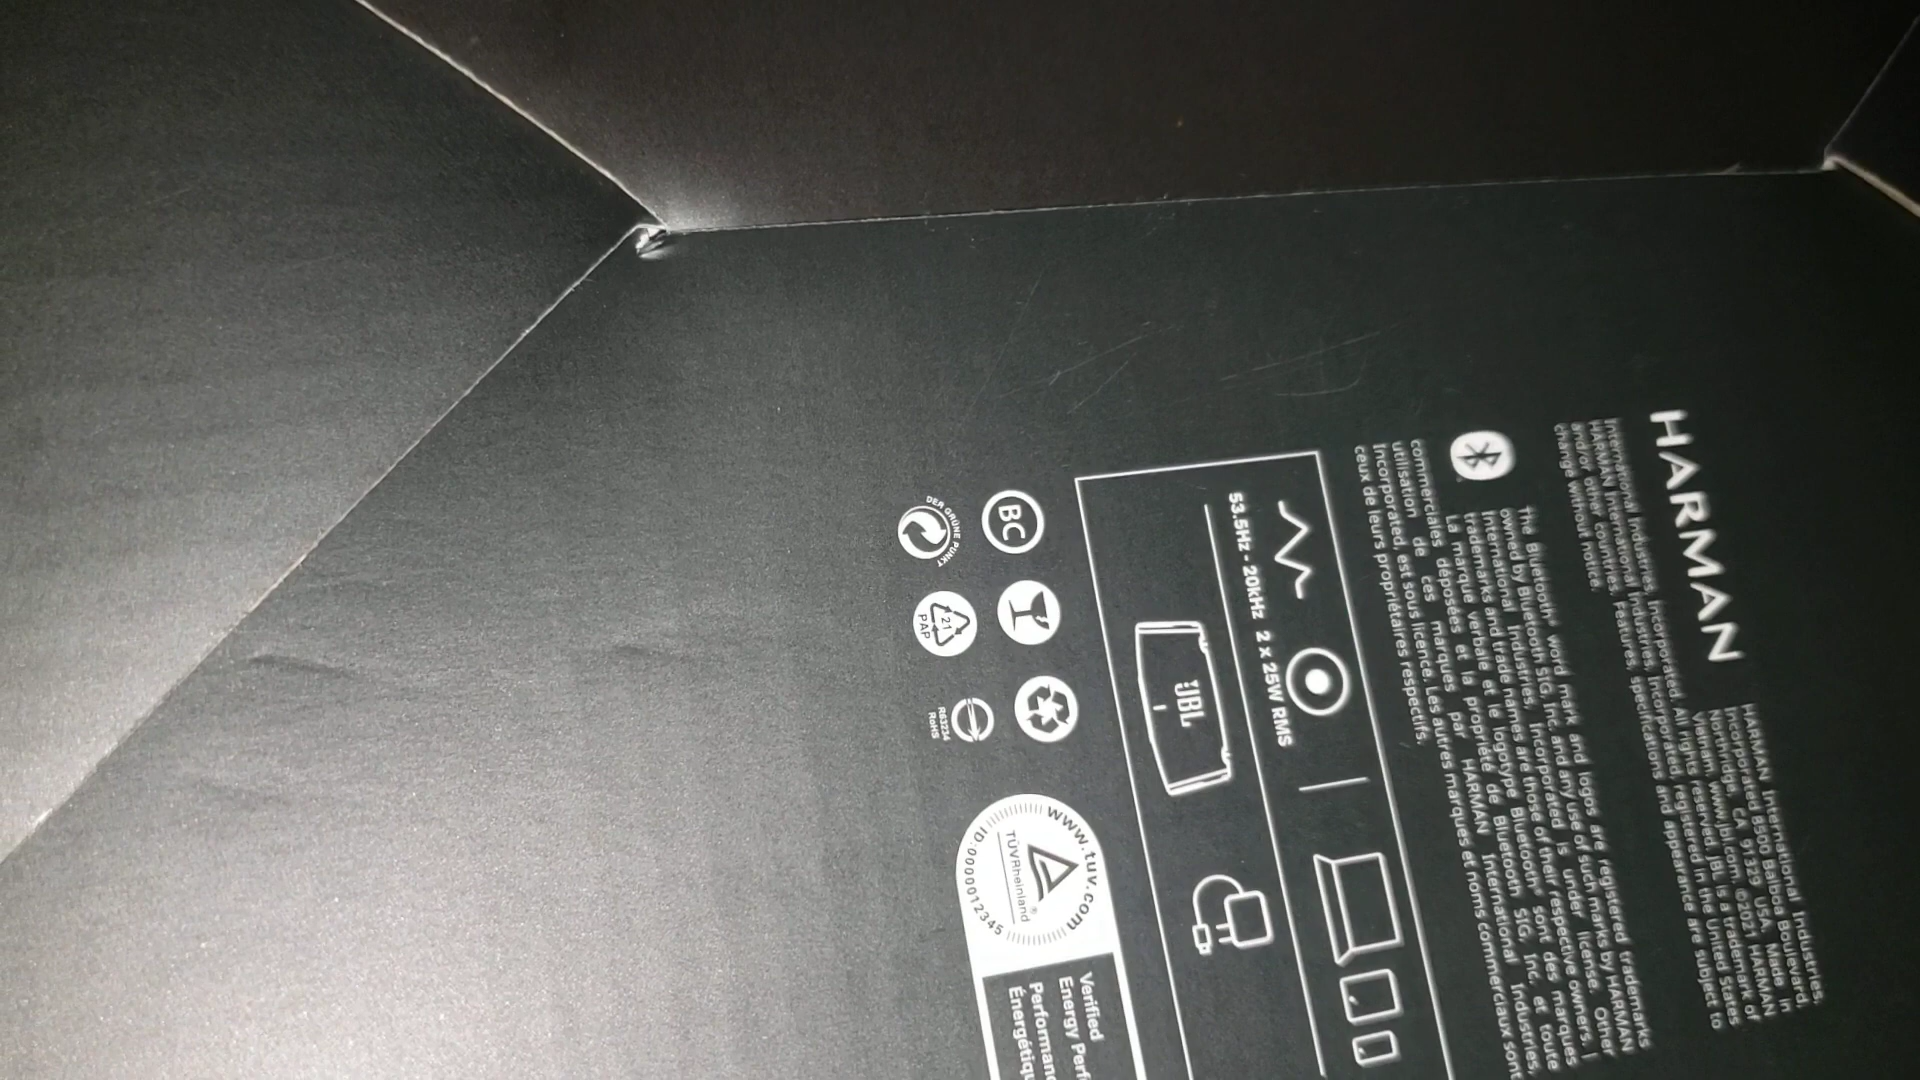 HARMAN
HARMAN International Industries,
Incorporated 8500 Balboa Boulevard,
Northridge, CA 91329 USA, Made in
Vietnam, www.jbl.com ©2021 HARMAN
International Industries, Incorporated. All rights reserved. JBL is a trademark of
HARMAN International Industries, Incorporated, registered in the United States
and/or other countries. Features, specifications and appearance are subject to
change without notice.
The Bluetooth® word mark and logos are registered trademarks
owned by Bluetooth SIG, Inc. and any use of such marks by HARMAN
International Industries, Incorporated is under license. Other
trademarks and trade names are those of their respective owners. I
La marque verbale et le logotype Bluetooth® sont des marques
commerciales déposées et la propriété de Bluetooth SIG, Inc. et toute
utilisation de ces marques par HARMAN International Industries,
Incorporated, est sous licence. Les autres marques et noms commerciaux sont
ceux de leurs propriétaires respectifs.
53.5Hz - 20kHz 2 x 25W RMS
JBL
BC
DER GRÜNE PUNKT
21
PAP
R63234
RoHS
www.tuv.com
TÜVRheinland®
ID:0000012345
Verified
Energy
Énergétiqu